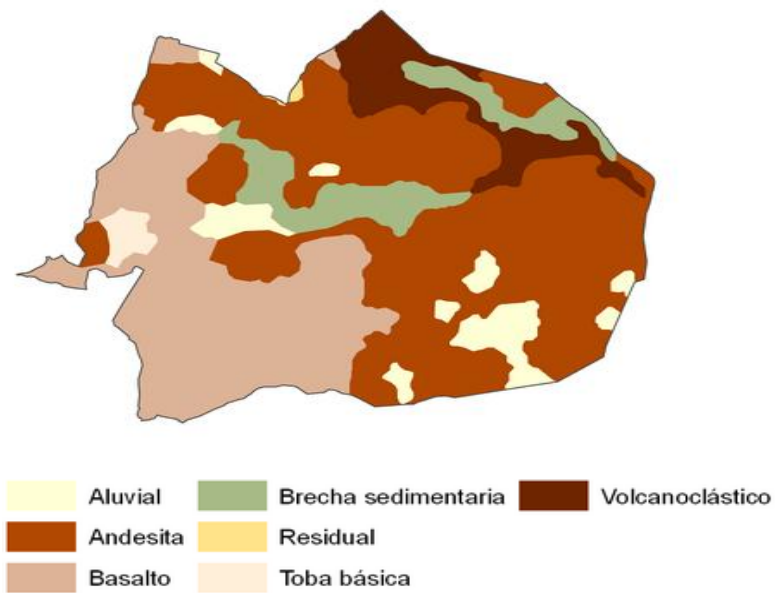 Aluvial Brecha sedimentaria Volcanoclástico
Andesita Residual
Basalto Toba básica